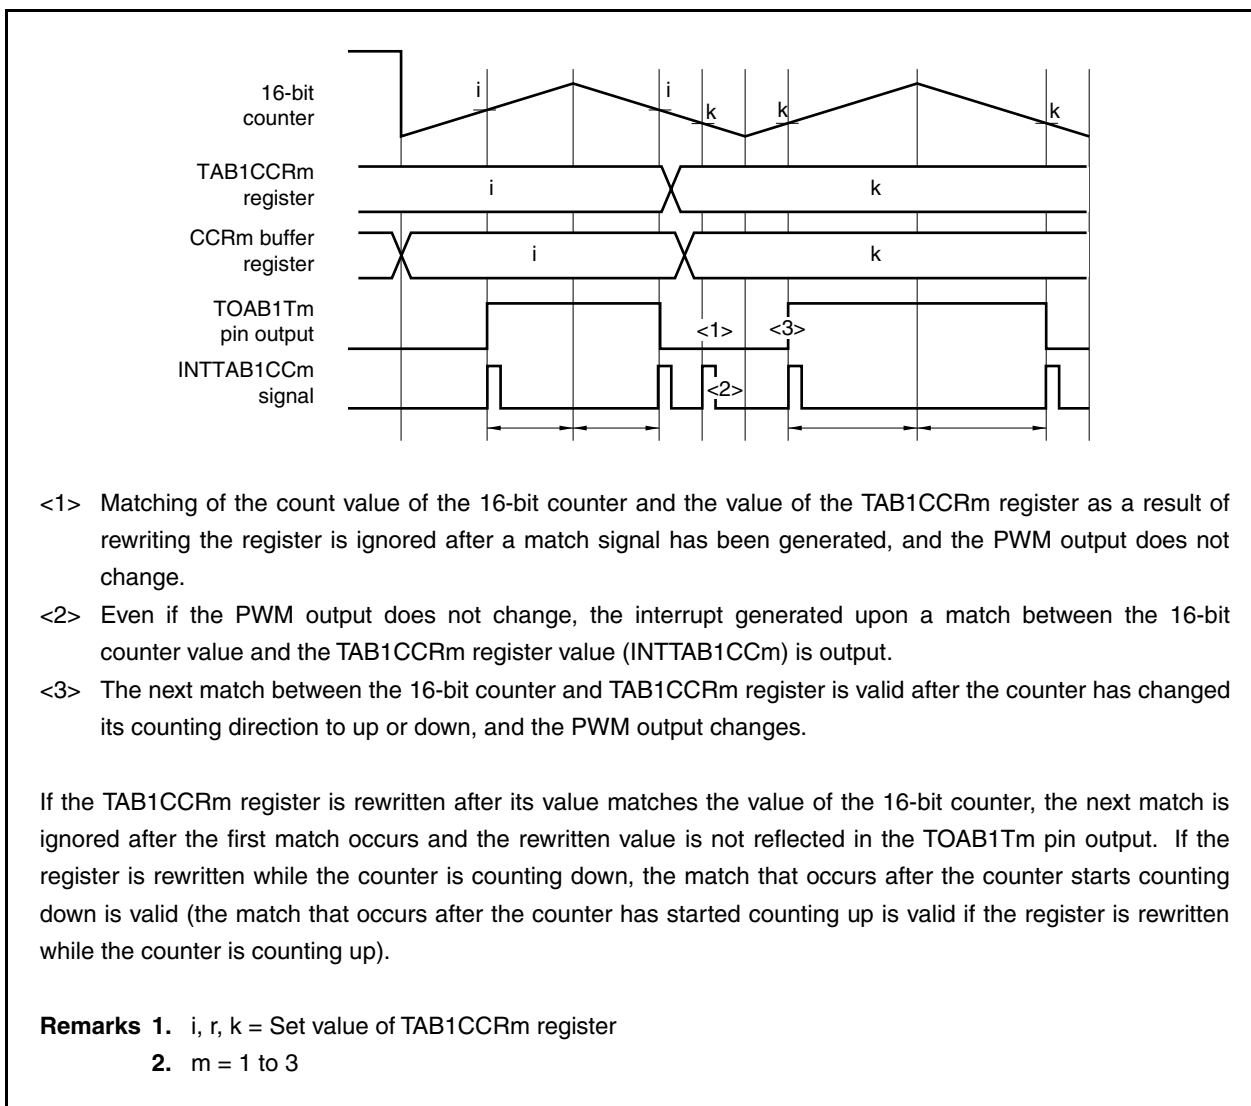 16-bit
counter
i
i
k
k
k
TAB1CCRm
register
i
k
CCRm buffer
register
i
k
TOAB1Tm
pin output
<1>
<3>
INTTAB1CCm
signal
<2>
<1> Matching of the count value of the 16-bit counter and the value of the TAB1CCRm register as a result of
rewriting the register is ignored after a match signal has been generated, and the PWM output does not
change.
<2> Even if the PWM output does not change, the interrupt generated upon a match between the 16-bit
counter value and the TAB1CCRm register value (INTTAB1CCm) is output.
<3> The next match between the 16-bit counter and TAB1CCRm register is valid after the counter has changed
its counting direction to up or down, and the PWM output changes.
If the TAB1CCRm register is rewritten after its value matches the value of the 16-bit counter, the next match is
ignored after the first match occurs and the rewritten value is not reflected in the TOAB1Tm pin output. If the
register is rewritten while the counter is counting down, the match that occurs after the counter starts counting
down is valid (the match that occurs after the counter has started counting up is valid if the register is rewritten
while the counter is counting up).
Remarks 1. i, r, k = Set value of TAB1CCRm register
2. m = 1 to 3